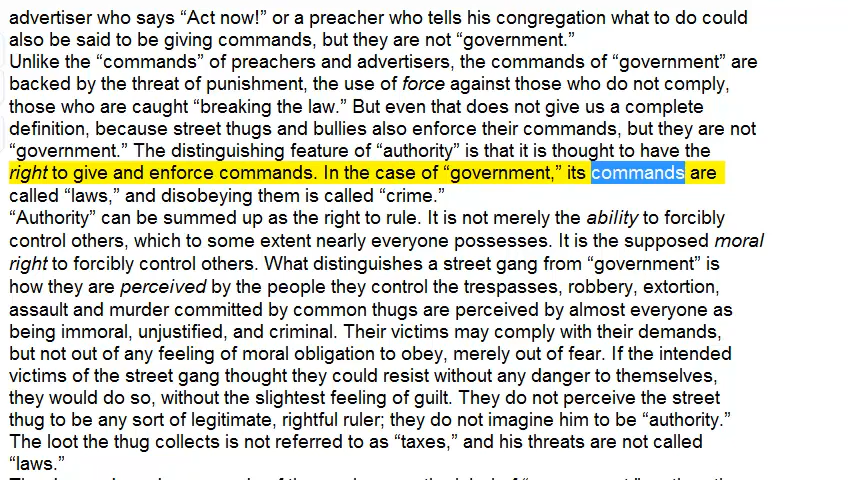 advertiser who says “Act now!” or a preacher who tells his congregation what to do could
also be said to be giving commands, but they are not “government.”
Unlike the “commands” of preachers and advertisers, the commands of “government” are
backed by the threat of punishment, the use of force against those who do not comply,
those who are caught “breaking the law.” But even that does not give us a complete
definition, because street thugs and bullies also enforce their commands, but they are not
“government.” The distinguishing feature of “authority” is that it is thought to have the
right to give and enforce commands. In the case of “government,” its commands are
called “laws,” and disobeying them is called “crime.”
“Authority” can be summed up as the right to rule. It is not merely the ability to forcibly
control others, which to some extent nearly everyone possesses. It is the supposed moral
right to forcibly control others. What distinguishes a street gang from “government” is
how they are perceived by the people they control the trespasses, robbery, extortion,
assault and murder committed by common thugs are perceived by almost everyone as
being immoral, unjustified, and criminal. Their victims may comply with their demands,
but not out of any feeling of moral obligation to obey, merely out of fear. If the intended
victims of the street gang thought they could resist without any danger to themselves,
they would do so, without the slightest feeling of guilt. They do not perceive the street
thug to be any sort of legitimate, rightful ruler; they do not imagine him to be “authority.”
The loot the thug collects is not referred to as “taxes,” and his threats are not called
“laws.”